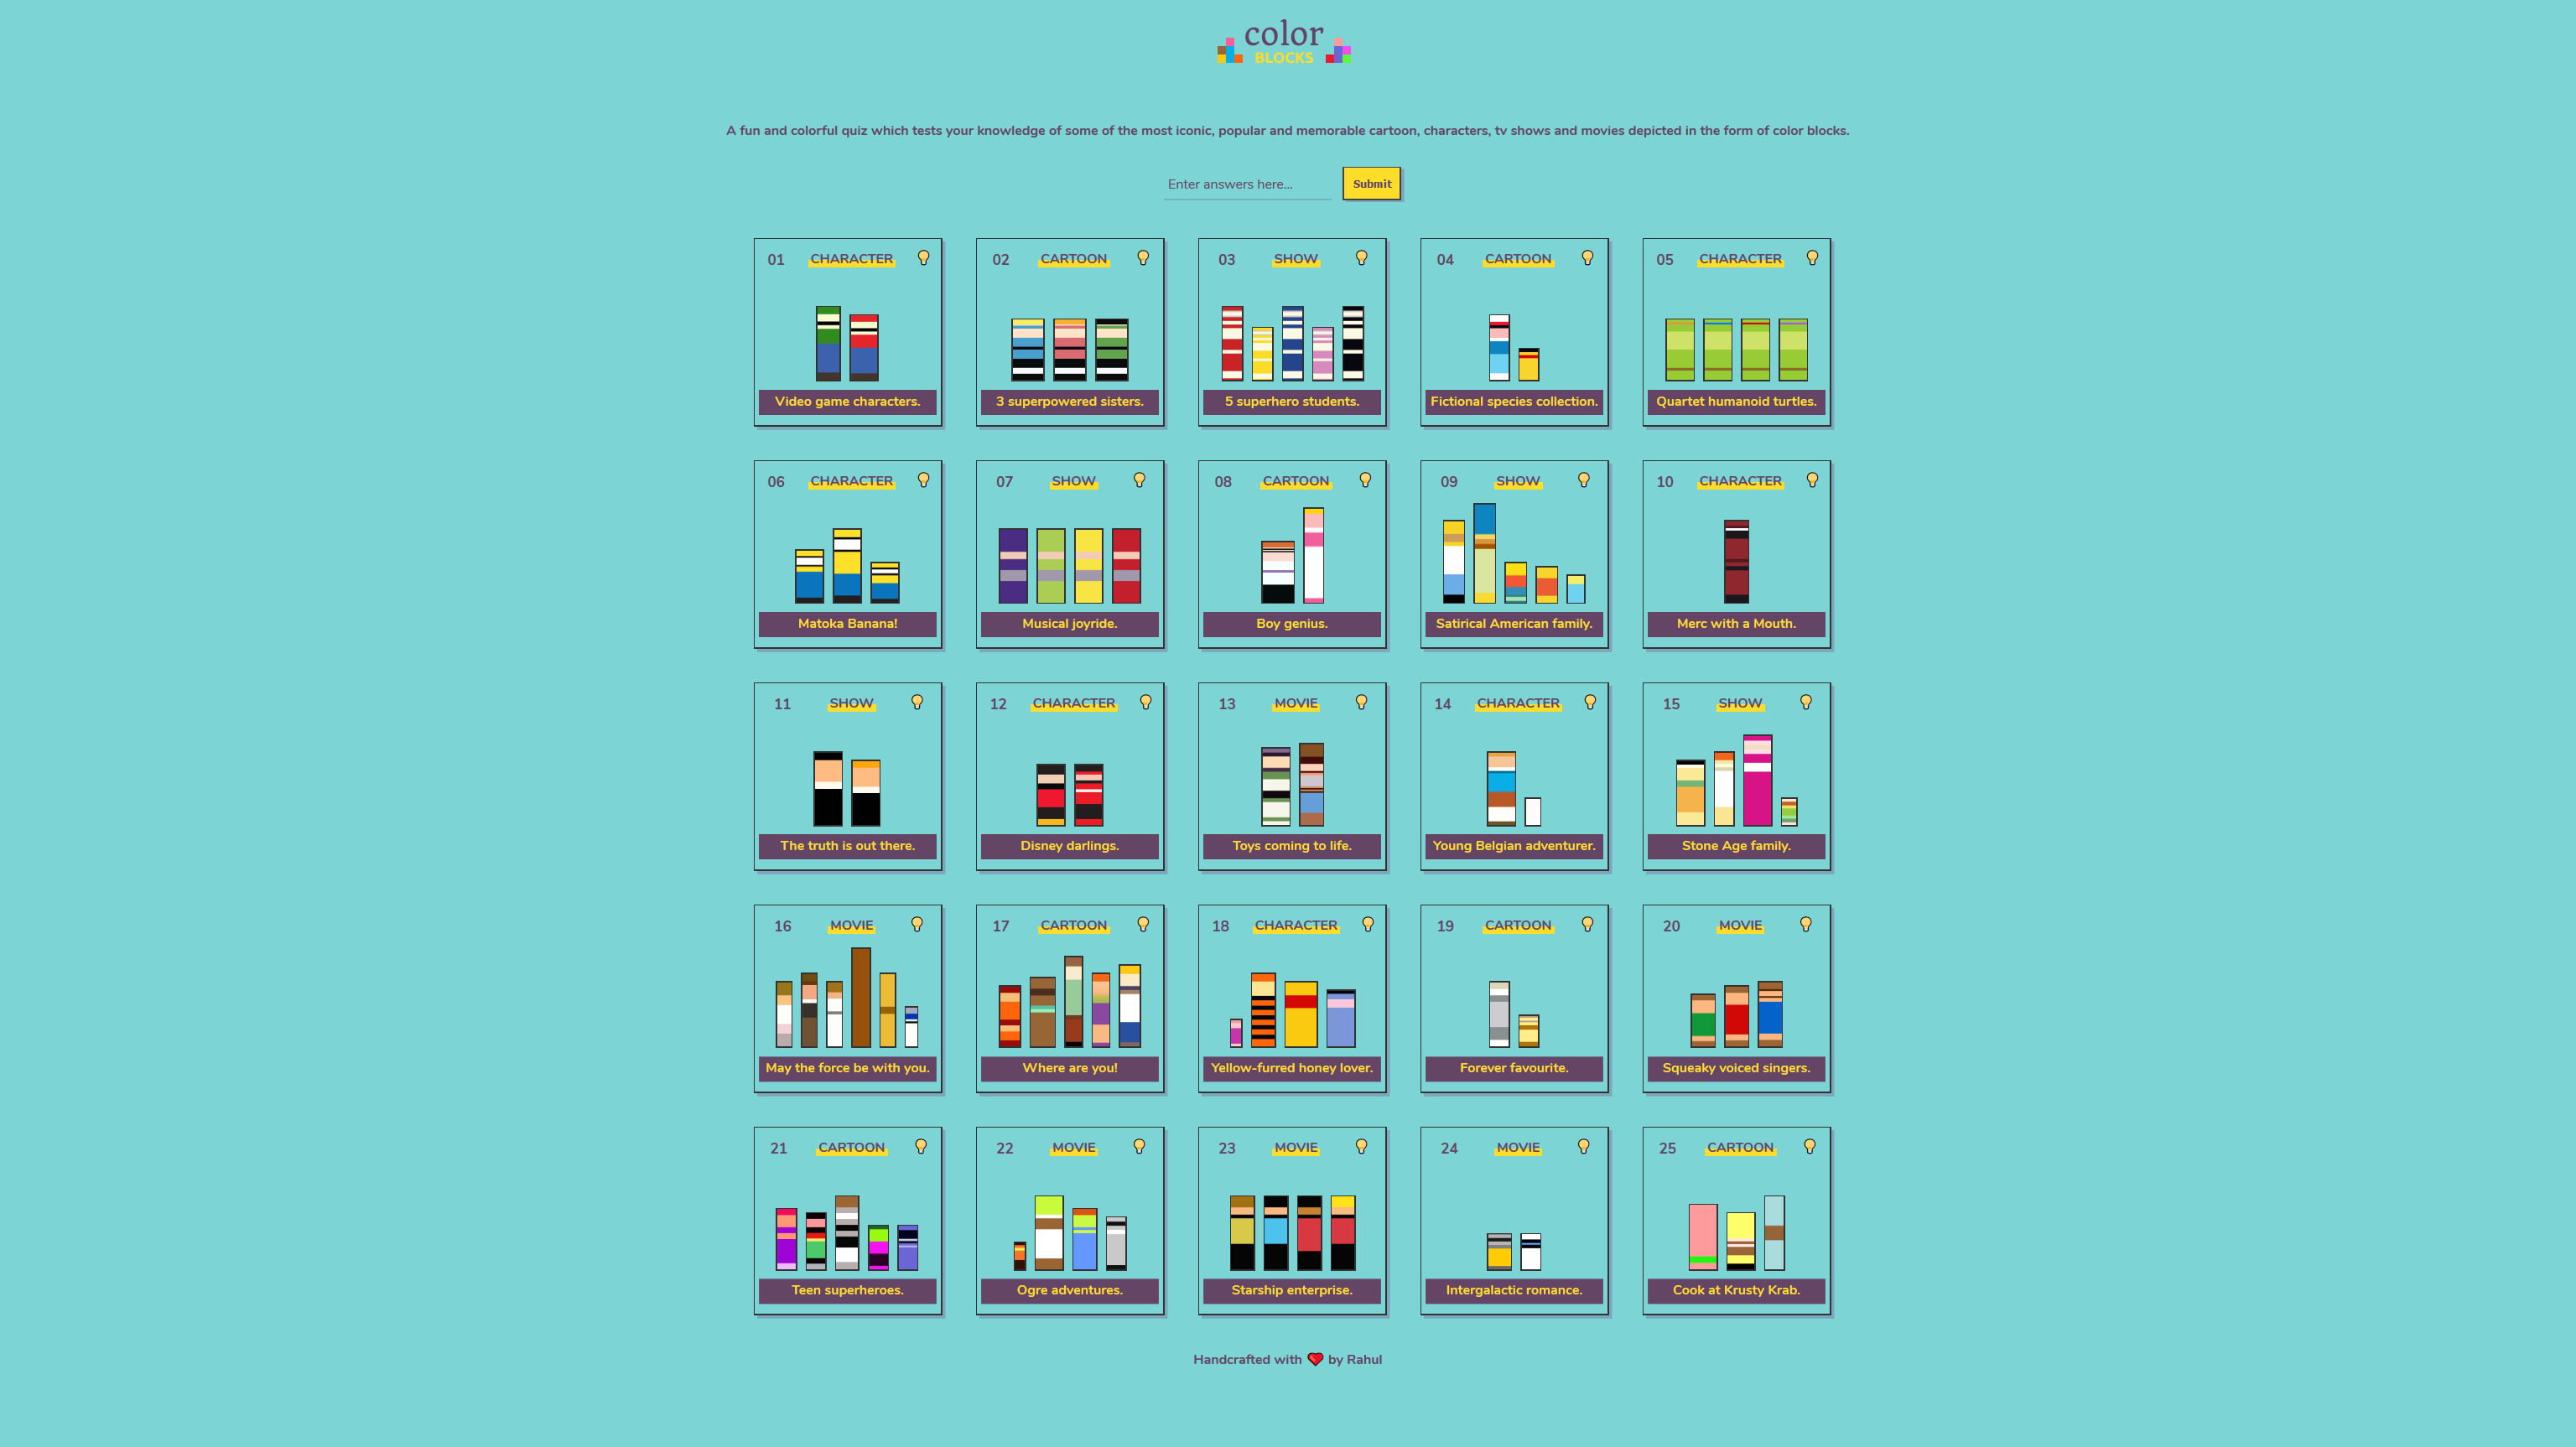 color
BLOCKS
A fun and colorful quiz which tests your knowledge of some of the most iconic, popular and memorable cartoon, characters, tv shows and movies depicted in the form of color blocks.
Enter answers here...
Submit
01 CHARACTER
Video game characters.
02 CARTOON
3 superpowered sisters.
03 SHOW
5 superhero students.
04 CARTOON
Fictional species collection.
05 CHARACTER
Quartet humanoid turtles.
06 CHARACTER
Matoka Banana!
07 SHOW
Musical joyride.
08 CARTOON
Boy genius.
09 SHOW
Satirical American family.
10 CHARACTER
Merc with a Mouth.
11 SHOW
The truth is out there.
12 CHARACTER
Disney darlings.
13 MOVIE
Toys coming to life.
14 CHARACTER
Young Belgian adventurer.
15 SHOW
Stone Age family.
16 MOVIE
May the force be with you.
17 CARTOON
Where are you!
18 CHARACTER
Yellow-furred honey lover.
19 CARTOON
Forever favourite.
20 MOVIE
Squeaky voiced singers.
21 CARTOON
Teen superheroes.
22 MOVIE
Ogre adventures.
23 MOVIE
Starship enterprise.
24 MOVIE
Intergalactic romance.
25 CARTOON
Cook at Krusty Krab.
Handcrafted with by Rahul